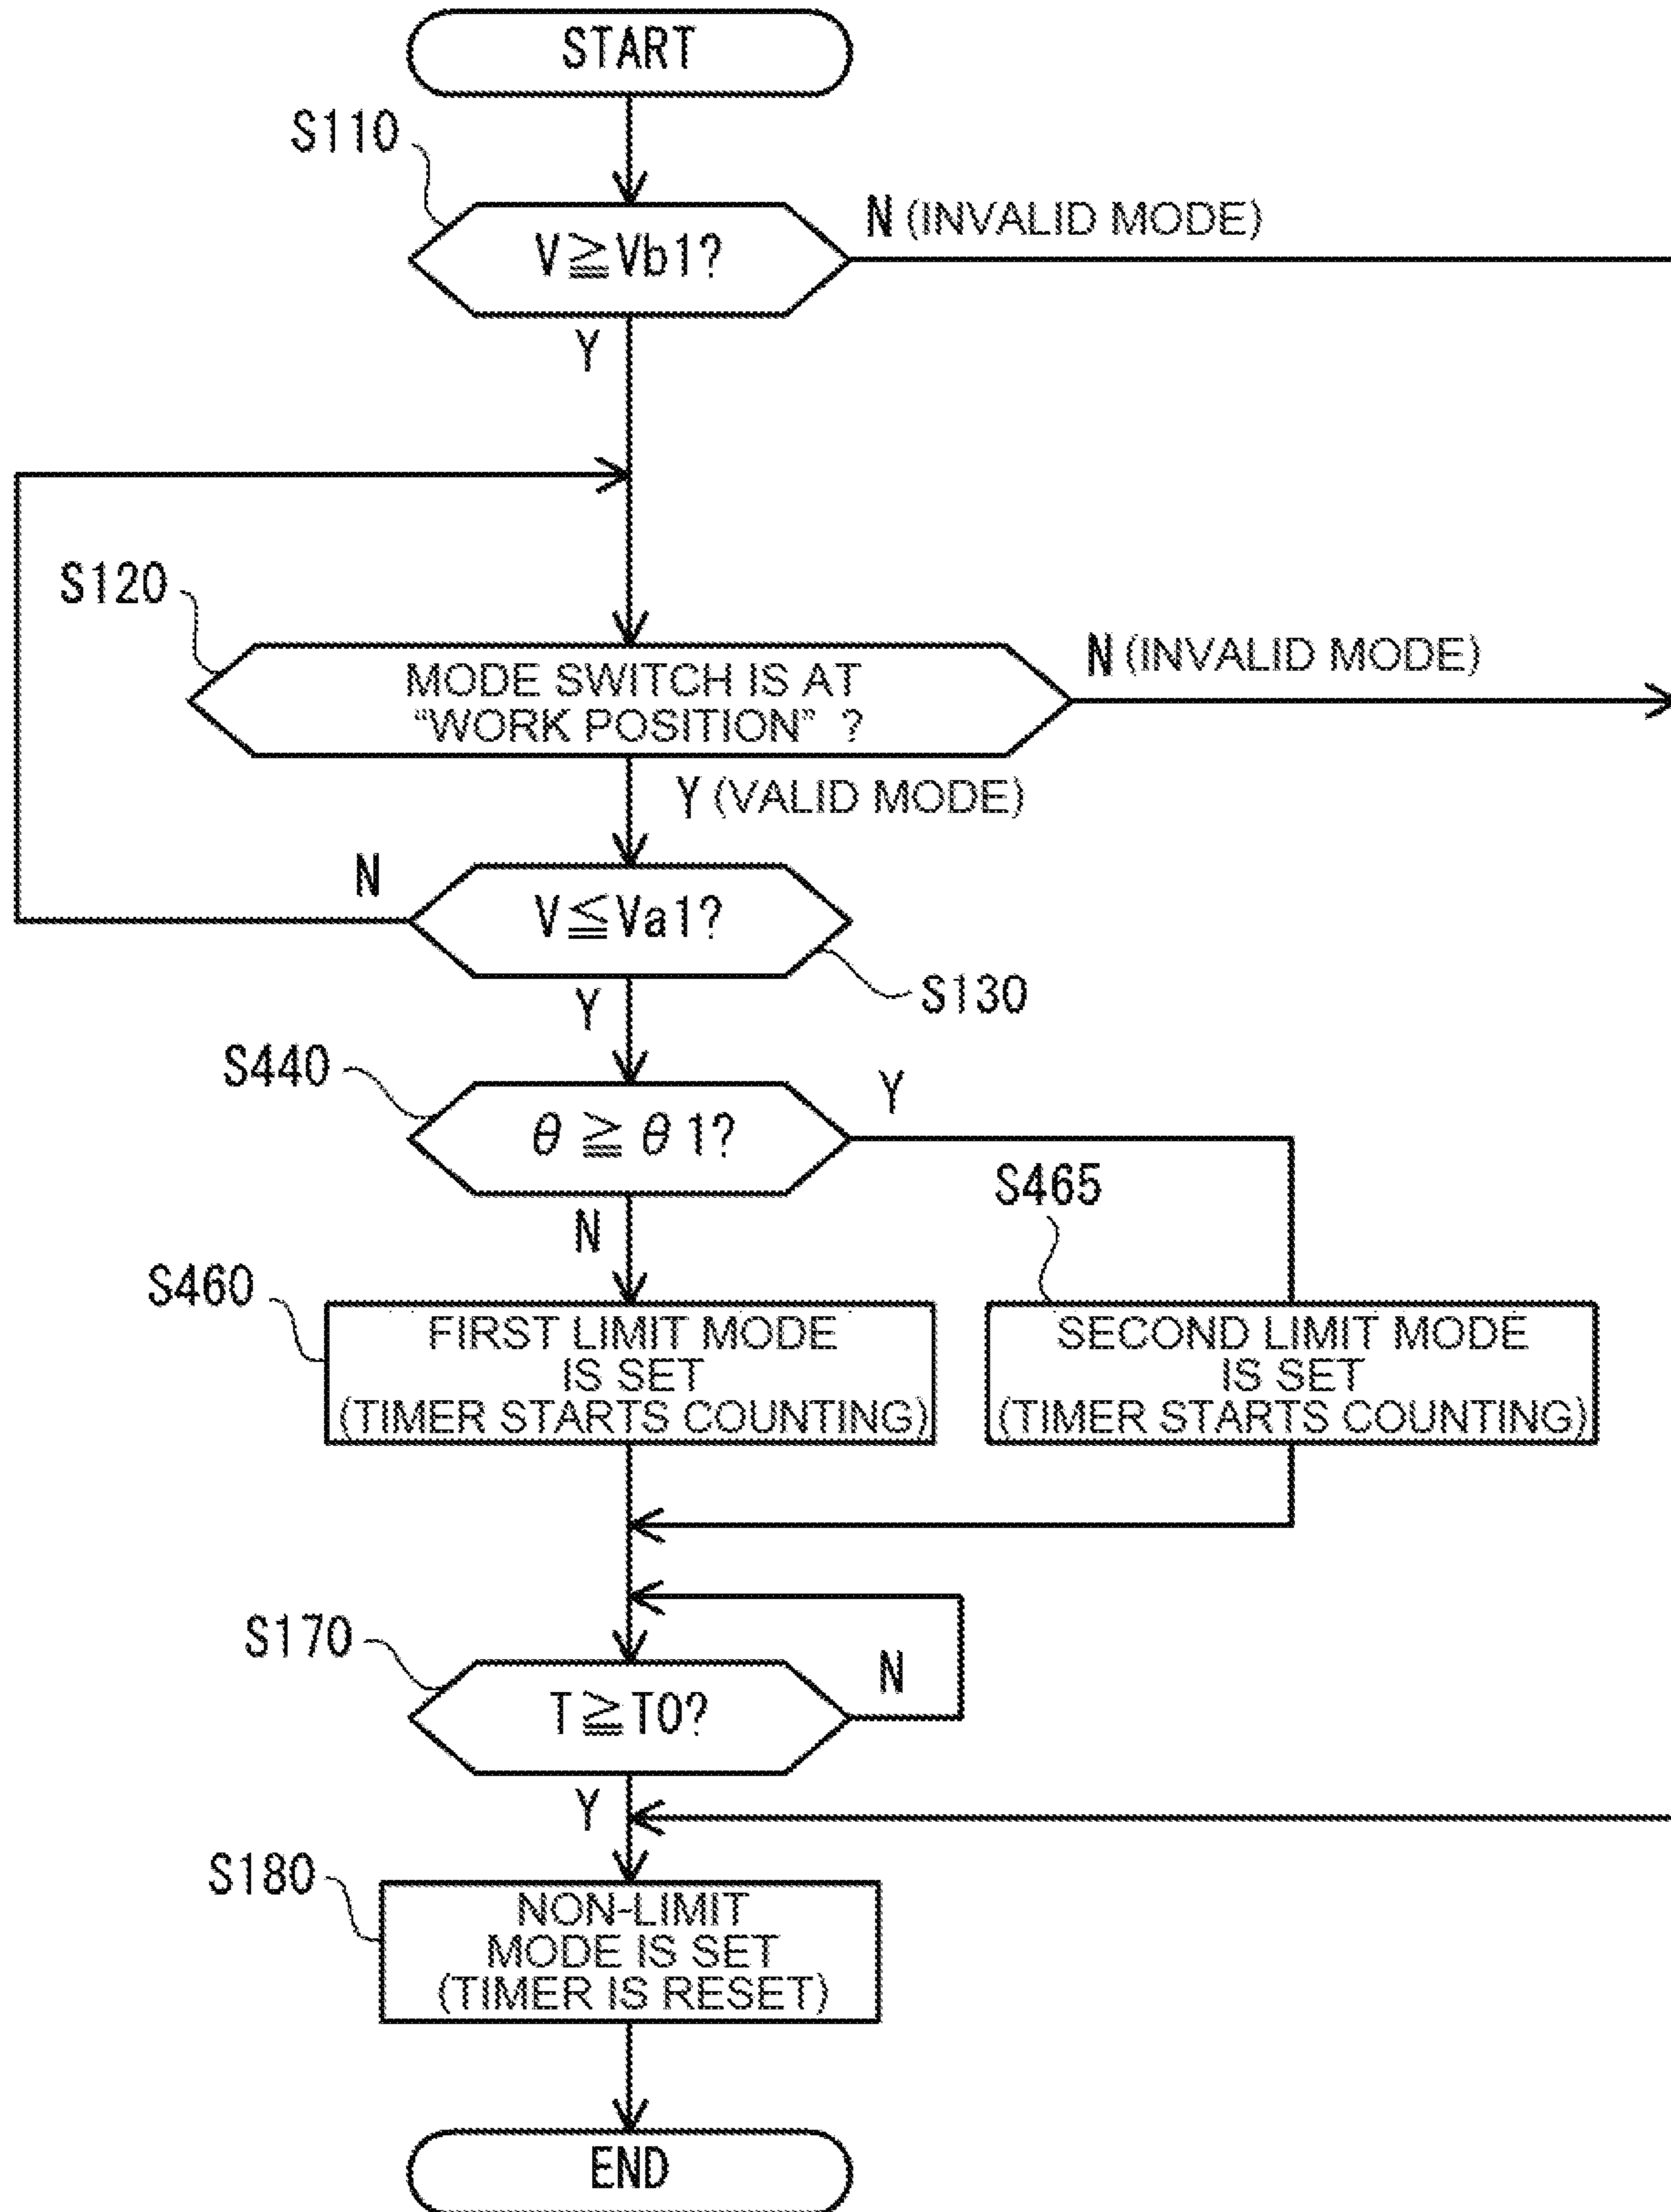 START
S110
V≧Vb1?
N (INVALID MODE)
Y
S120
MODE SWITCH IS AT
“WORK POSITION” ?
N (INVALID MODE)
Y (VALID MODE)
N
V≦Va1?
S130
Y
S440
θ ≧ θ 1?
Y
N
S465
S460
FIRST LIMIT MODE
IS SET
(TIMER STARTS COUNTING)
SECOND LIMIT MODE
IS SET
(TIMER STARTS COUNTING)
S170
T≧T0?
N
Y
S180
NON-LIMIT
MODE IS SET
(TIMER IS RESET)
END